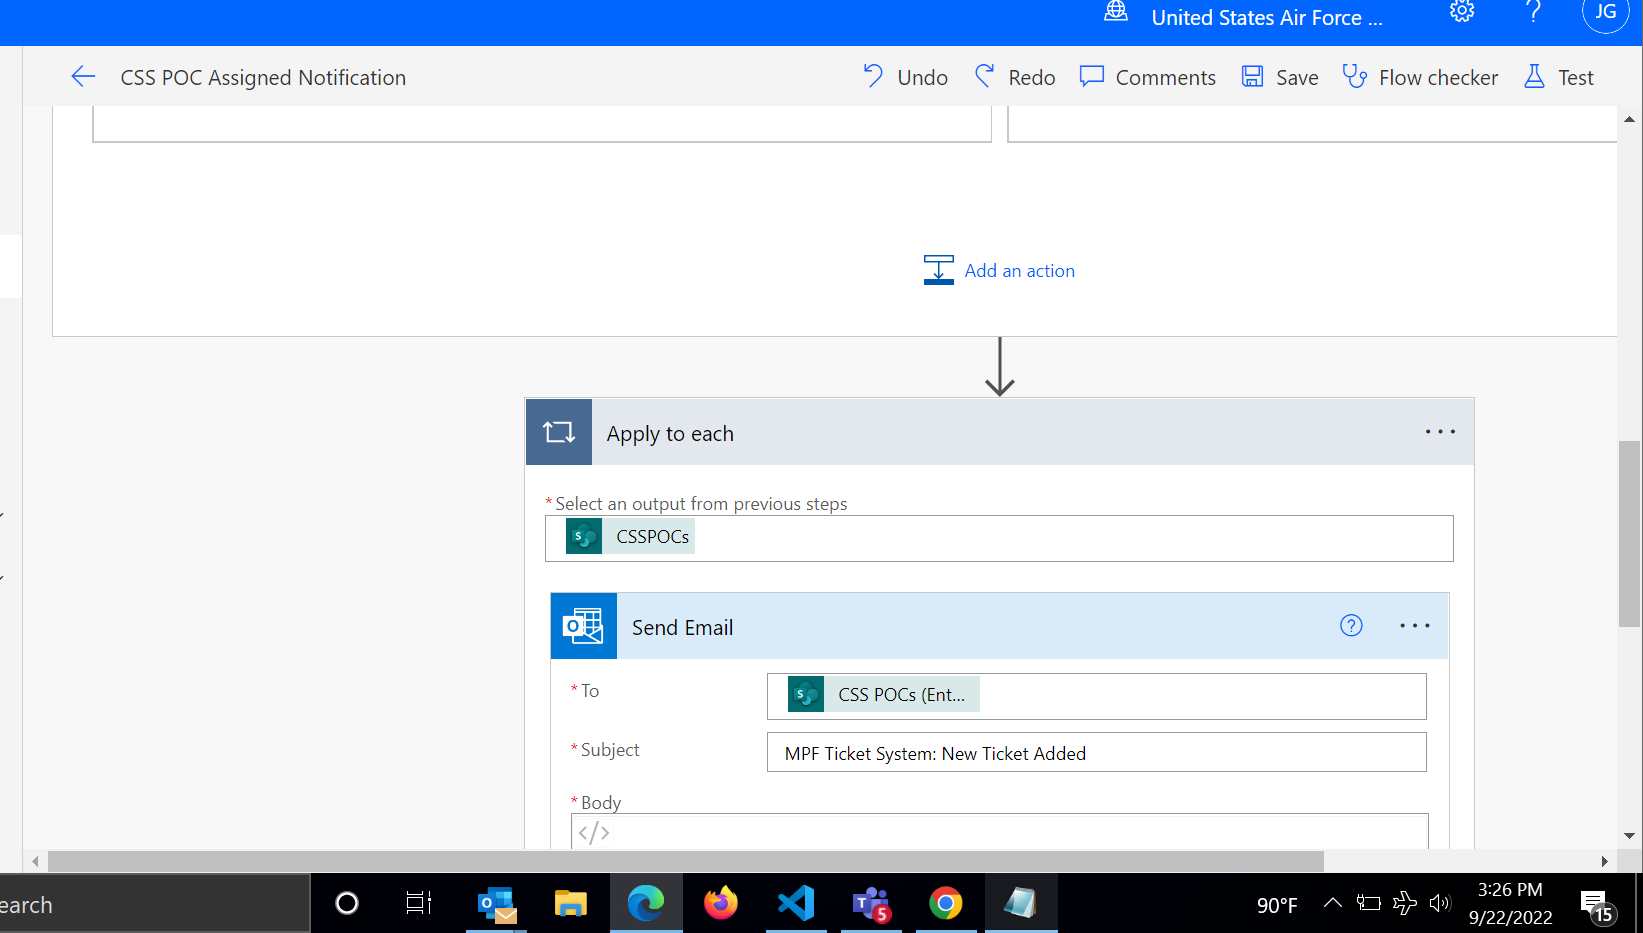 United States Air Force ...
JG
CSS POC Assigned Notification
Undo
Redo
Comments
Save
Flow checker
Test
Add an action
Apply to each
* Select an output from previous steps
CSSPOCs
Send Email
* To
CSS POCs (Ent...
* Subject
MPF Ticket System: New Ticket Added
* Body
</>
earch
5
90°F
3:26 PM
9/22/2022
15